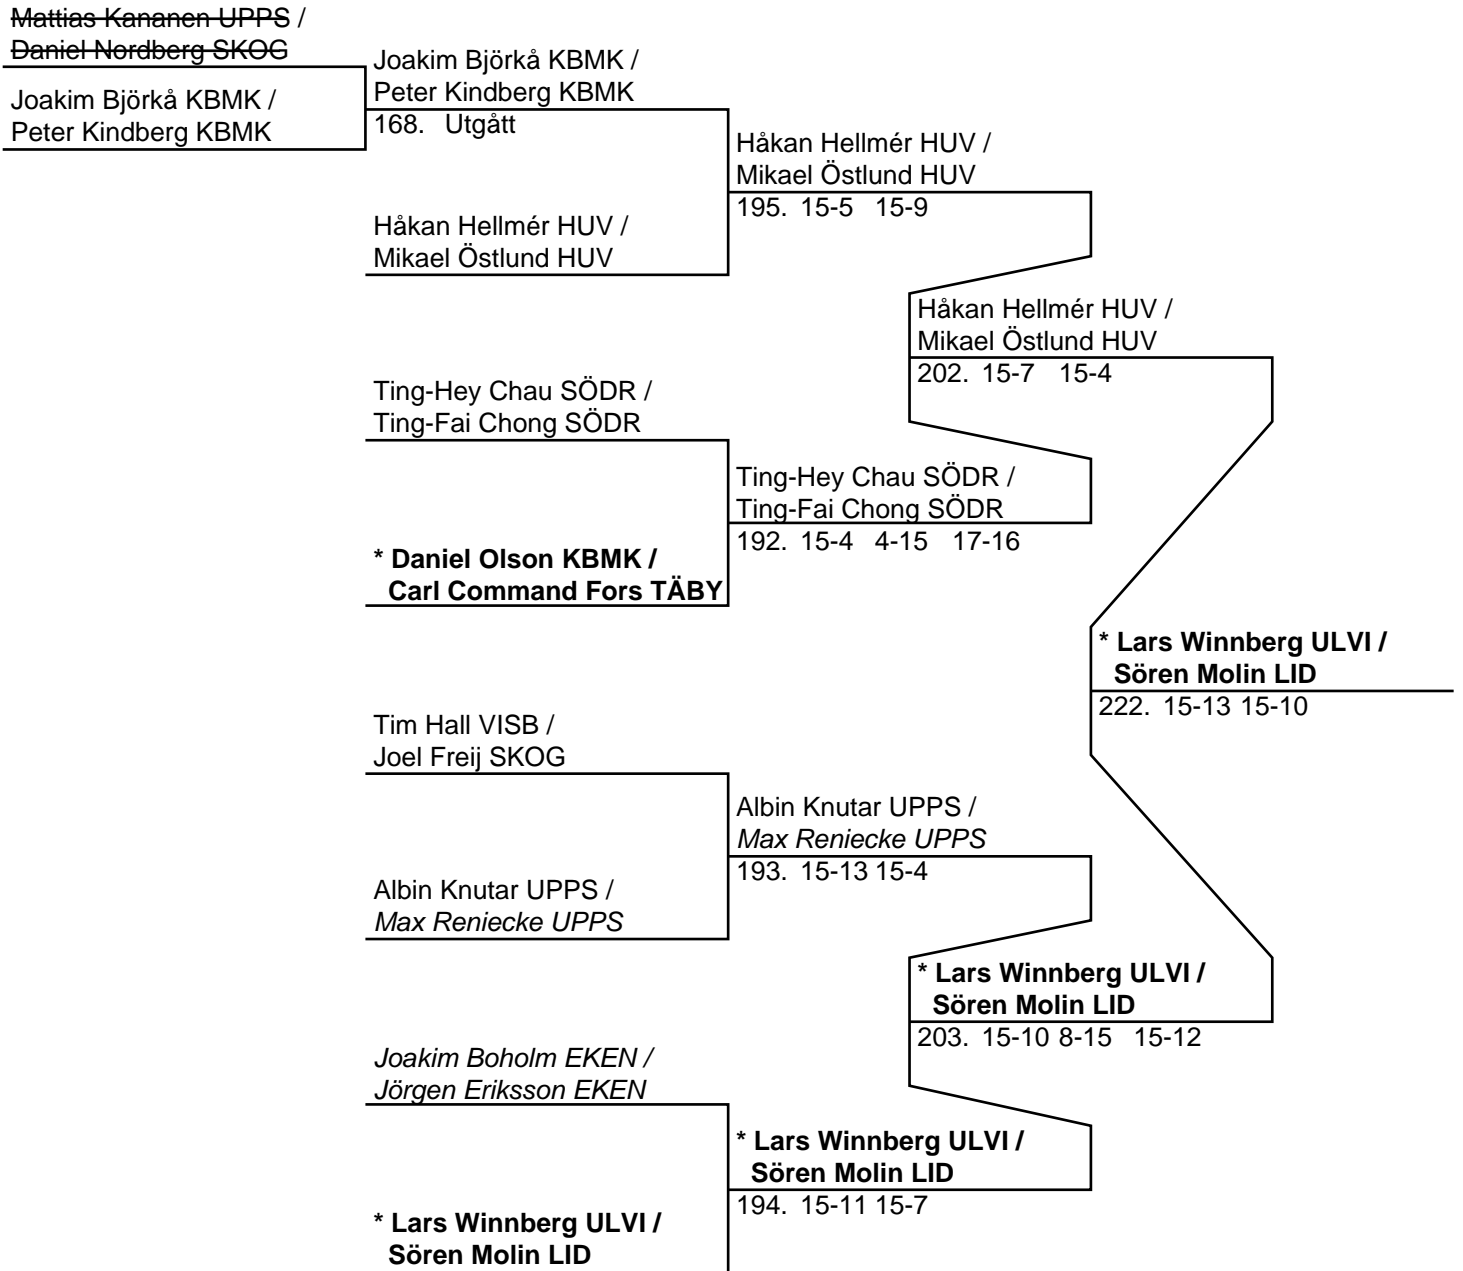 Mattias Kananen UPPS /
Daniel Nordberg SKOG
Joakim Björkå KBMK /
Peter Kindberg KBMK
Joakim Björkå KBMK /
Peter Kindberg KBMK
168. Utgått
Håkan Hellmér HUV /
Mikael Östlund HUV
Håkan Hellmér HUV /
Mikael Östlund HUV
195. 15-5 15-9
Håkan Hellmér HUV /
Mikael Östlund HUV
202. 15-7 15-4
Ting-Hey Chau SÖDR /
Ting-Fai Chong SÖDR
Ting-Hey Chau SÖDR /
Ting-Fai Chong SÖDR
192. 15-4 4-15 17-16
* Daniel Olson KBMK /
Carl Command Fors TÄBY
* Lars Winnberg ULVI /
Sören Molin LID
222. 15-13 15-10
Tim Hall VISB /
Joel Freij SKOG
Albin Knutar UPPS /
Max Reniecke UPPS
193. 15-13 15-4
Albin Knutar UPPS /
Max Reniecke UPPS
* Lars Winnberg ULVI /
Sören Molin LID
203. 15-10 8-15 15-12
Joakim Boholm EKEN /
Jörgen Eriksson EKEN
* Lars Winnberg ULVI /
Sören Molin LID
194. 15-11 15-7
* Lars Winnberg ULVI /
Sören Molin LID